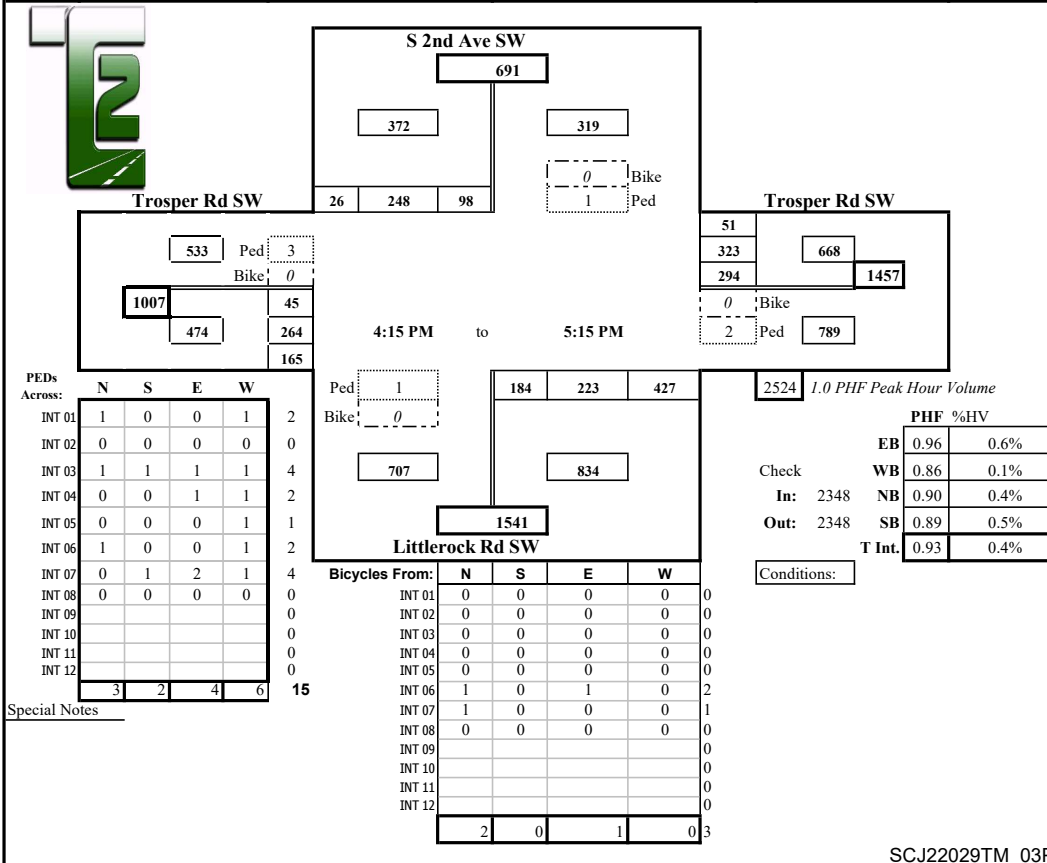 T2
S 2nd Ave SW
691
372 319
0 Bike
1 Ped
26 248 98
Trosper Rd SW Trosper Rd SW
51
533 Ped 3 323 668
Bike 0 294 1457
1007 45 0 Bike
474 264 4:15 PM to 5:15 PM 2 Ped 789
165
PEDs
Across: N S E W Ped 1 184 223 427 2524 1.0 PHF Peak Hour Volume
INT 01 1 0 0 1 2 Bike 0 PHF %HV
INT 02 0 0 0 0 0 EB 0.96 0.6%
INT 03 1 1 1 1 4 707 834 Check WB 0.86 0.1%
INT 04 0 0 1 1 2 In: 2348 NB 0.90 0.4%
INT 05 0 0 0 1 1 1541 Out: 2348 SB 0.89 0.5%
INT 06 1 0 0 1 2 Littlerock Rd SW T Int. 0.93 0.4%
INT 07 0 1 2 1 4 Bicycles From: N S E W Conditions:
INT 08 0 0 0 0 0 INT 01 0 0 0 0 0
INT 09 0 INT 02 0 0 0 0 0
INT 10 0 INT 03 0 0 0 0 0
INT 11 0 INT 04 0 0 0 0 0
INT 12 0 INT 05 0 0 0 0 0
3 2 4 6 15 INT 06 1 0 1 0 2
Special Notes INT 07 1 0 0 0 1
INT 08 0 0 0 0 0
INT 09 0
INT 10 0
INT 11 0
INT 12 0
2 0 1 0 3